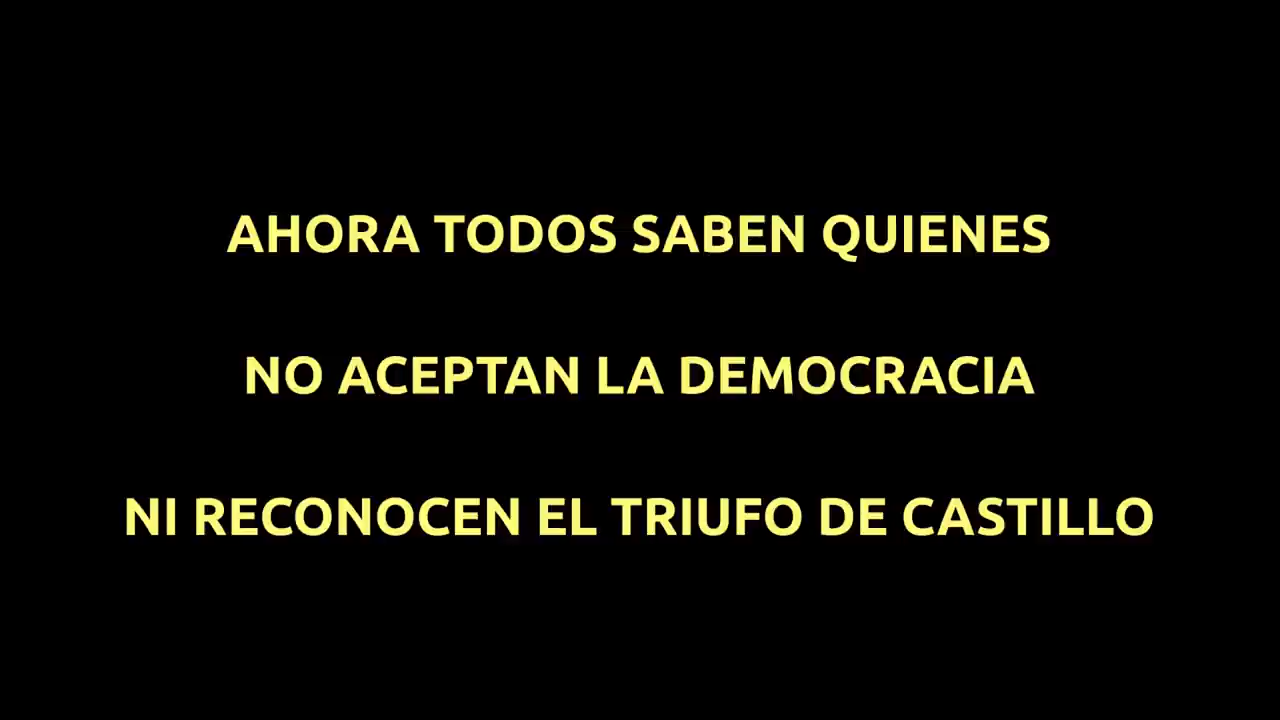 AHORA TODOS SABEN QUIENES
NO ACEPTAN LA DEMOCRACIA
NI RECONOCEN EL TRIUFO DE CASTILLO